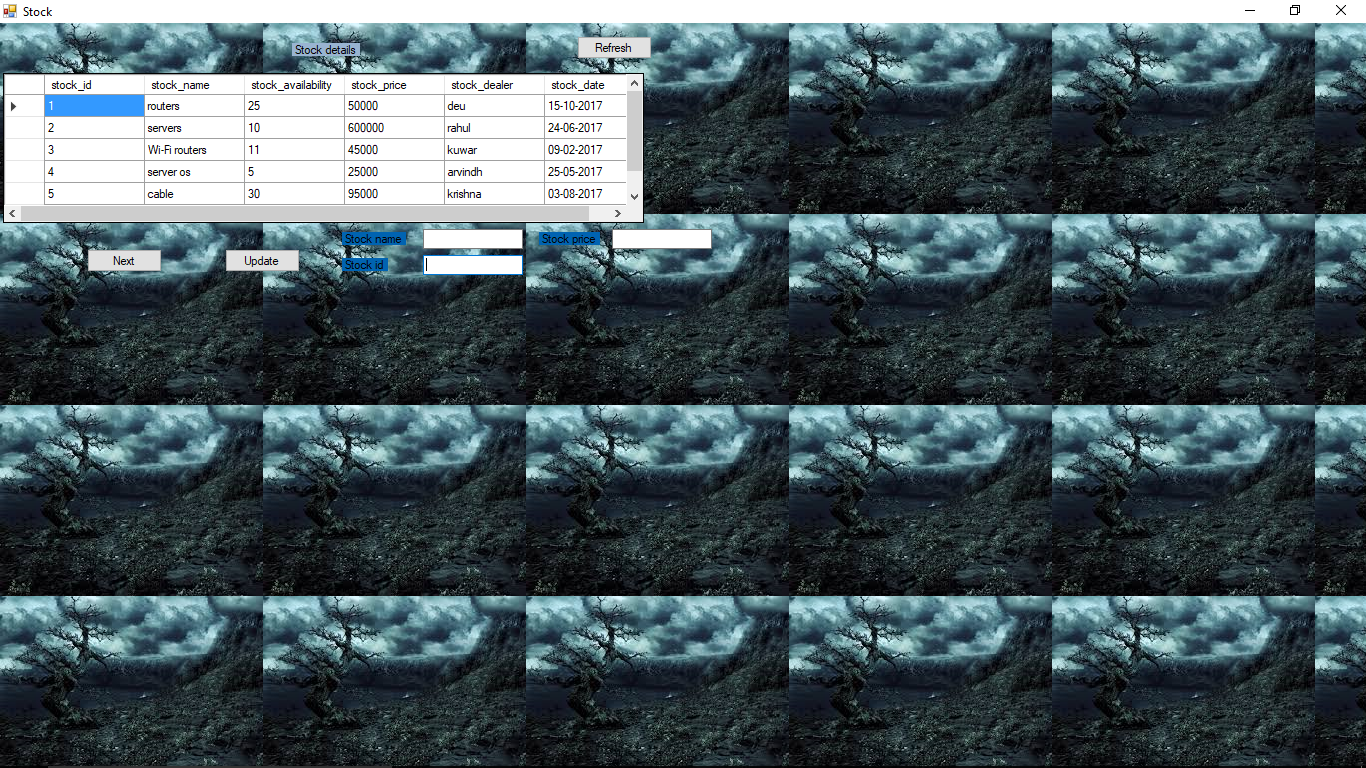 Stock
Stock details
Refresh
stock_id stock_name stock_availability stock_price stock_dealer stock_date
1 routers 25 50000 deu 15-10-2017
2 servers 10 600000 rahul 24-06-2017
3 Wi-Fi routers 11 45000 kuwar 09-02-2017
4 server os 5 25000 arvindh 25-05-2017
5 cable 30 95000 krishna 03-08-2017
Stock name Stock price
Next Update Stock id